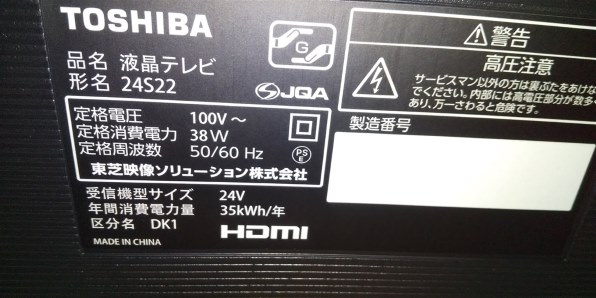 TOSHIBA
品名 液晶テレビ
形名 24S22
G
JQA
定格電圧 100V～
定格消費電力 38W
定格周波数 50/60 Hz
PS
E
東芝映像ソリューション株式会社
受信機型サイズ 24V
年間消費電力量 35kWh/年
区分名 DK1
HDMI
MADE IN CHINA
警告
高圧注意
サービスマン以外の方は裏ぶたをあけな
でください。内部には高電圧部分が数多
あり、万一さわると危険です。
製造番号